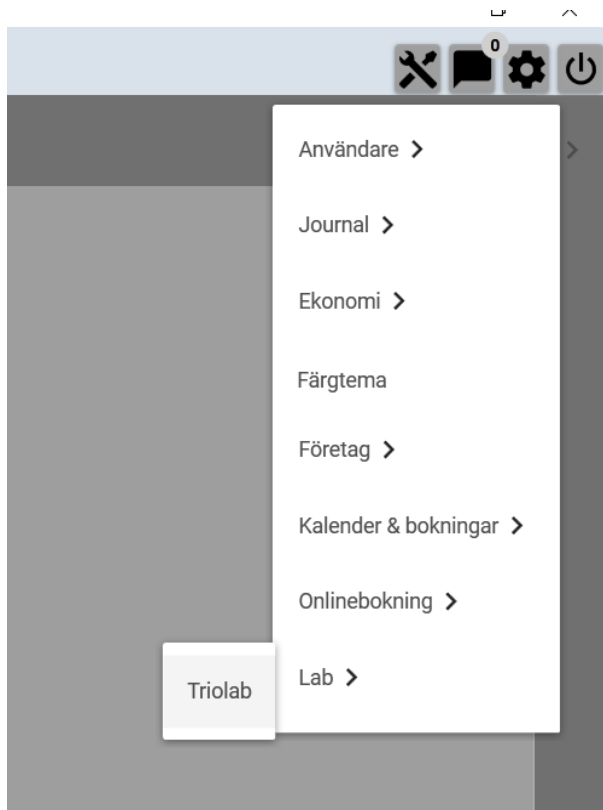 0
Användare
Journal
Ekonomi
Färgtema
Företag
Kalender & bokningar
Onlinebokning
Lab
Triolab